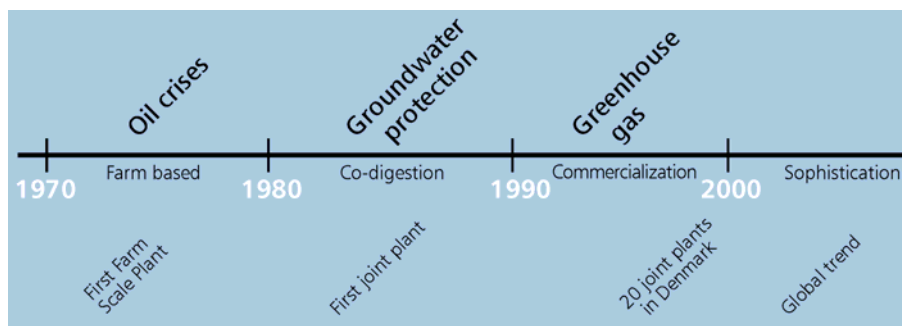 Oil crises
Groundwater
protection
Greenhouse
gas
Farm based
Co-digestion
Commercialization
Sophistication
1970
1980
1990
2000
First Farm
Scale Plant
First joint plant
20 joint plants
in Denmark
Global trend